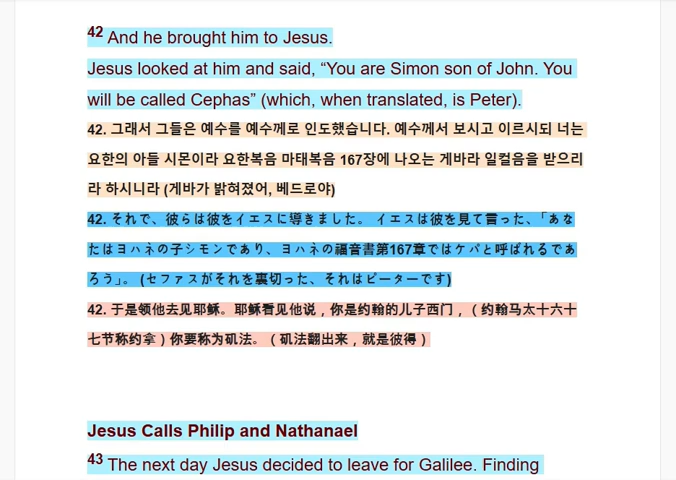 42 And he brought him to Jesus.
Jesus looked at him and said, “You are Simon son of John. You
will be called Cephas” (which, when translated, is Peter).
42. 그래서 그들은 예수를 예수께로 인도했습니다. 예수께서 보시고 이르시되 너는
요한의 아들 시몬이라 요한복음 마태복음 167장에 나오는 게바라 일컬음을 받으리
라 하시니라 (게바가 밝혀졌어, 베드로야)
42. それで、彼らは彼をイエスに導きました。 イエスは彼を見て言った、「あな
たはヨハネの子シモンであり、ヨハネの福音書第167章ではケパと呼ばれるであ
ろう」。 (セファスがそれを裏切った、それはピーターです)
42. 于是领他去见耶稣。耶稣看见他说，你是约翰的儿子西门，（约翰马太十六十
七节称约拿）你要称为矶法。（矶法翻出来，就是彼得）
Jesus Calls Philip and Nathanael
43 The next day Jesus decided to leave for Galilee. Finding